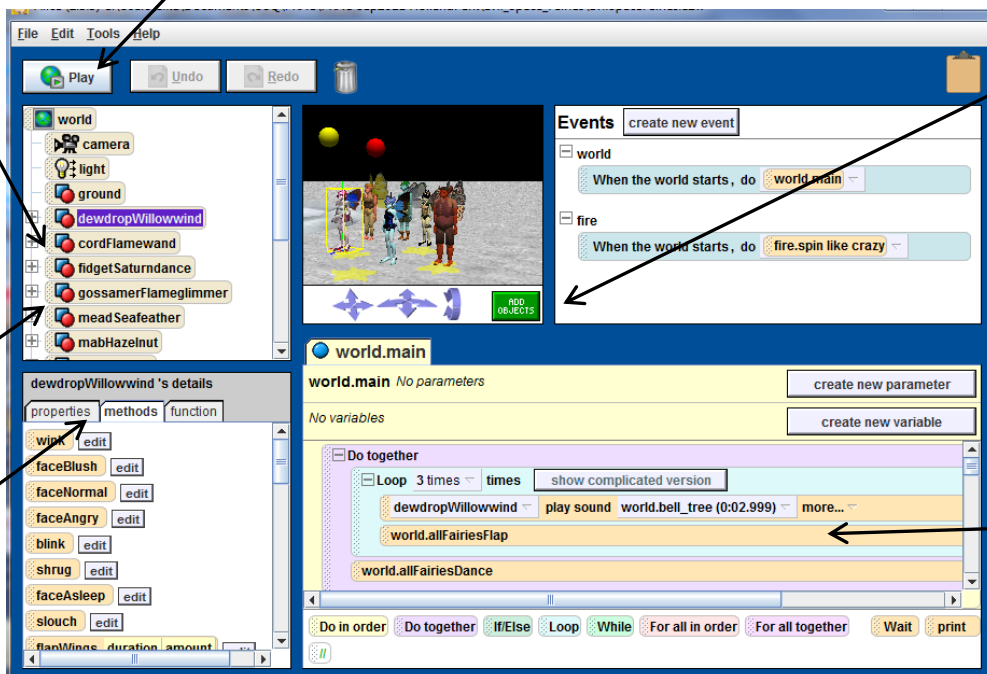 File Edit Tools Help
Play Undo Redo
world
camera
light
ground
dewdropWillowwind
cordFlamewand
fidgetSaturndance
gossamerFlameglimmer
meadSeafeather
mabHazelnut
ADD OBJECTS
Events create new event
world
When the world starts, do world.main
fire
When the world starts, do fire.spin like crazy
dewdropWillowwind 's details
properties methods function
wink edit
faceBlush edit
faceNormal edit
faceAngry edit
blink edit
shrug edit
faceAsleep edit
slouch edit
flapWings duration amount
world.main
world.main No parameters create new parameter
No variables create new variable
Do together
Loop 3 times times show complicated version
dewdropWillowwind play sound world.bell_tree (0:02.999) more...
world.allFairiesFlap
world.allFairiesDance
Do in order Do together If/Else Loop While For all in order For all together Wait print
//